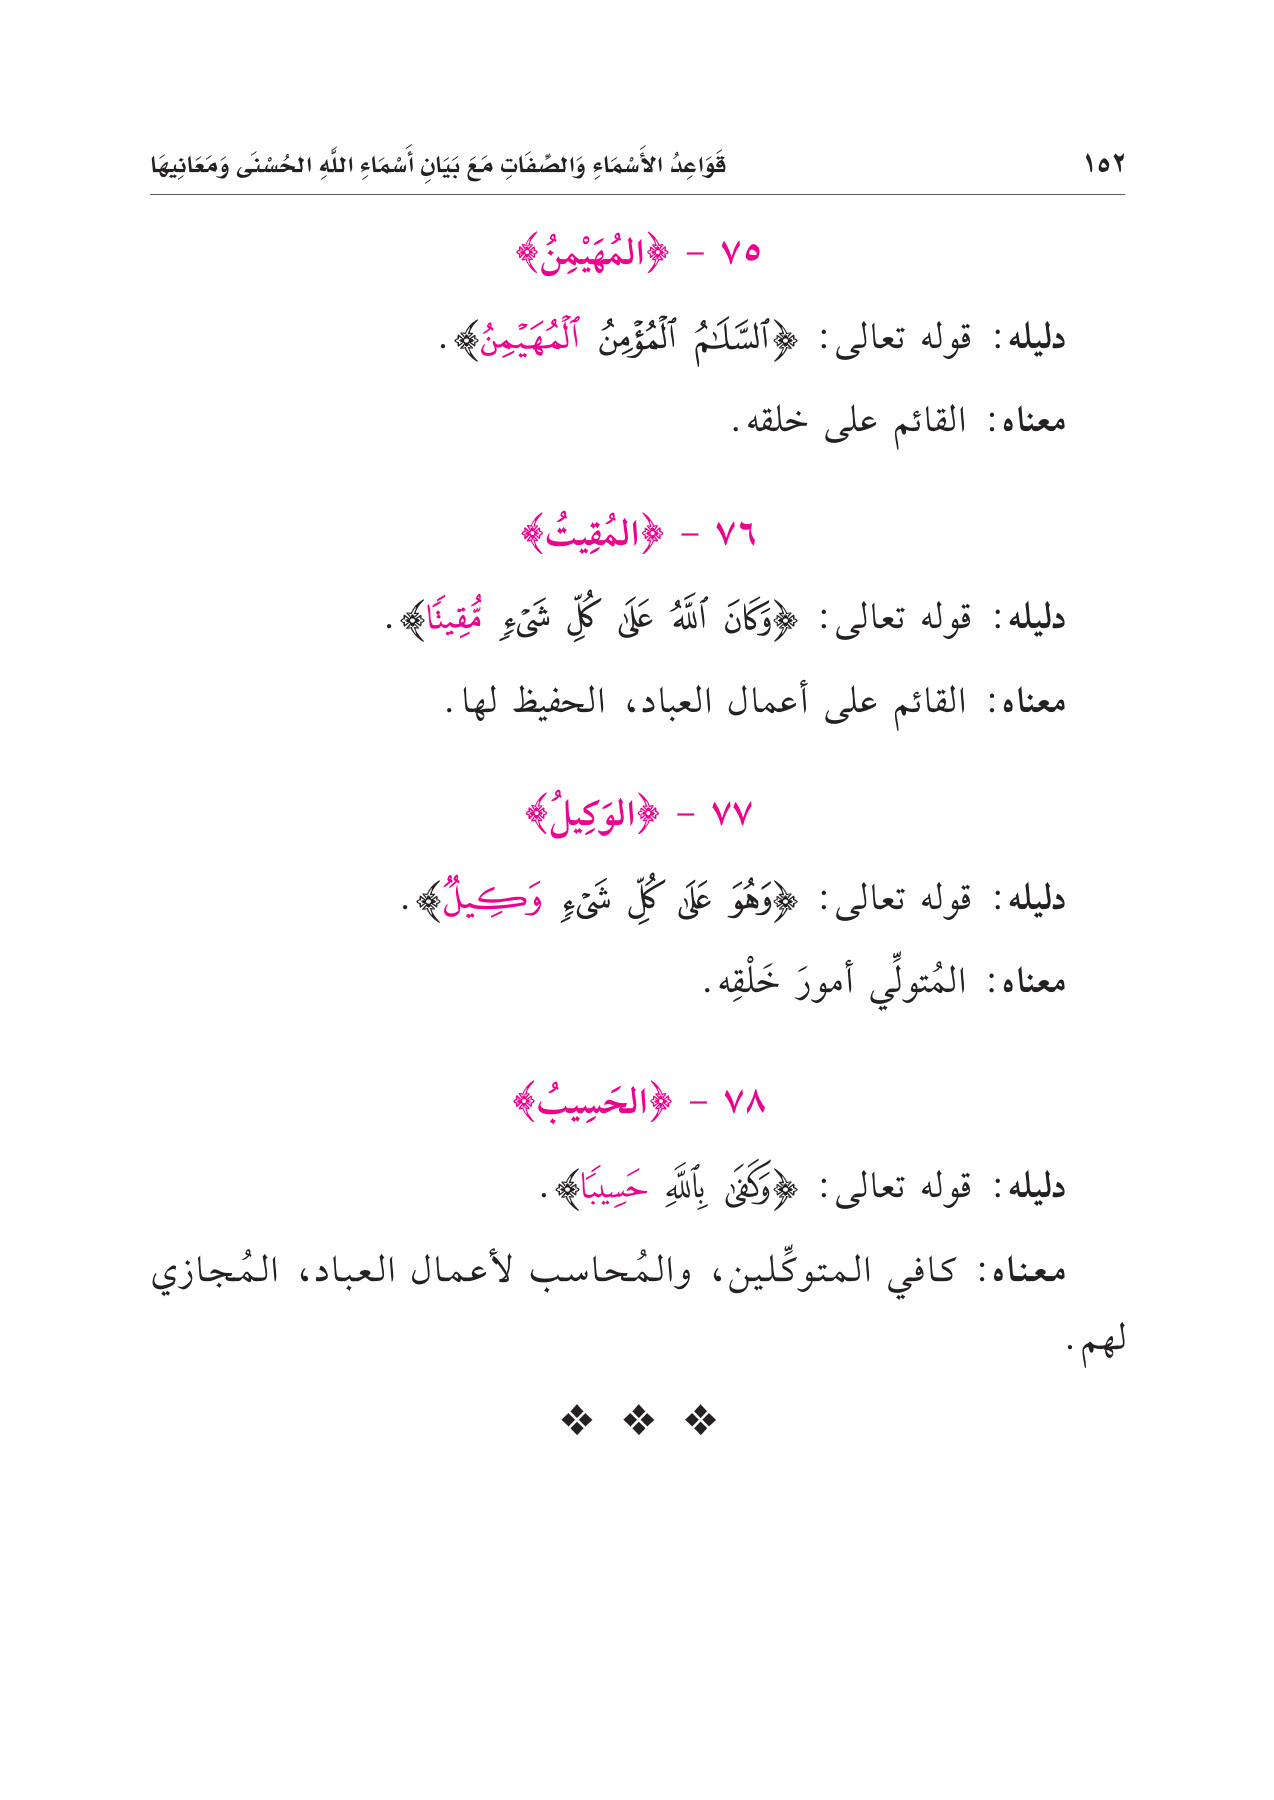 ١٥٢ قَوَاعِدُ الأَسْمَاءِ وَالصِّفَاتِ مَعَ بَيَانِ أَسْمَاءِ اللَّهِ الحُسْنَى وَمَعَانِيهَا
٧٥ - ﴿المُهَيْمِنُ﴾
دليله: قوله تعالى: ﴿ٱلسَّلَـٰمُ ٱلْمُؤْمِنُ ٱلْمُهَيْمِنُ﴾.
معناه: القائم على خلقه.
٧٦ - ﴿المُقِيتُ﴾
دليله: قوله تعالى: ﴿وَكَانَ ٱللَّهُ عَلَىٰ كُلِّ شَىْءٍ مُّقِيتًا﴾.
معناه: القائم على أعمال العباد، الحفيظ لها.
٧٧ - ﴿الوَكِيلُ﴾
دليله: قوله تعالى: ﴿وَهُوَ عَلَىٰ كُلِّ شَىْءٍ وَكِيلٌ﴾.
معناه: المُتولِّي أمورَ خَلْقِه.
٧٨ - ﴿الحَسِيبُ﴾
دليله: قوله تعالى: ﴿وَكَفَىٰ بِٱللَّهِ حَسِيبًا﴾.
معناه: كافي المتوكِّلين، والمُحاسب لأعمال العباد، المُجازي
لهم.